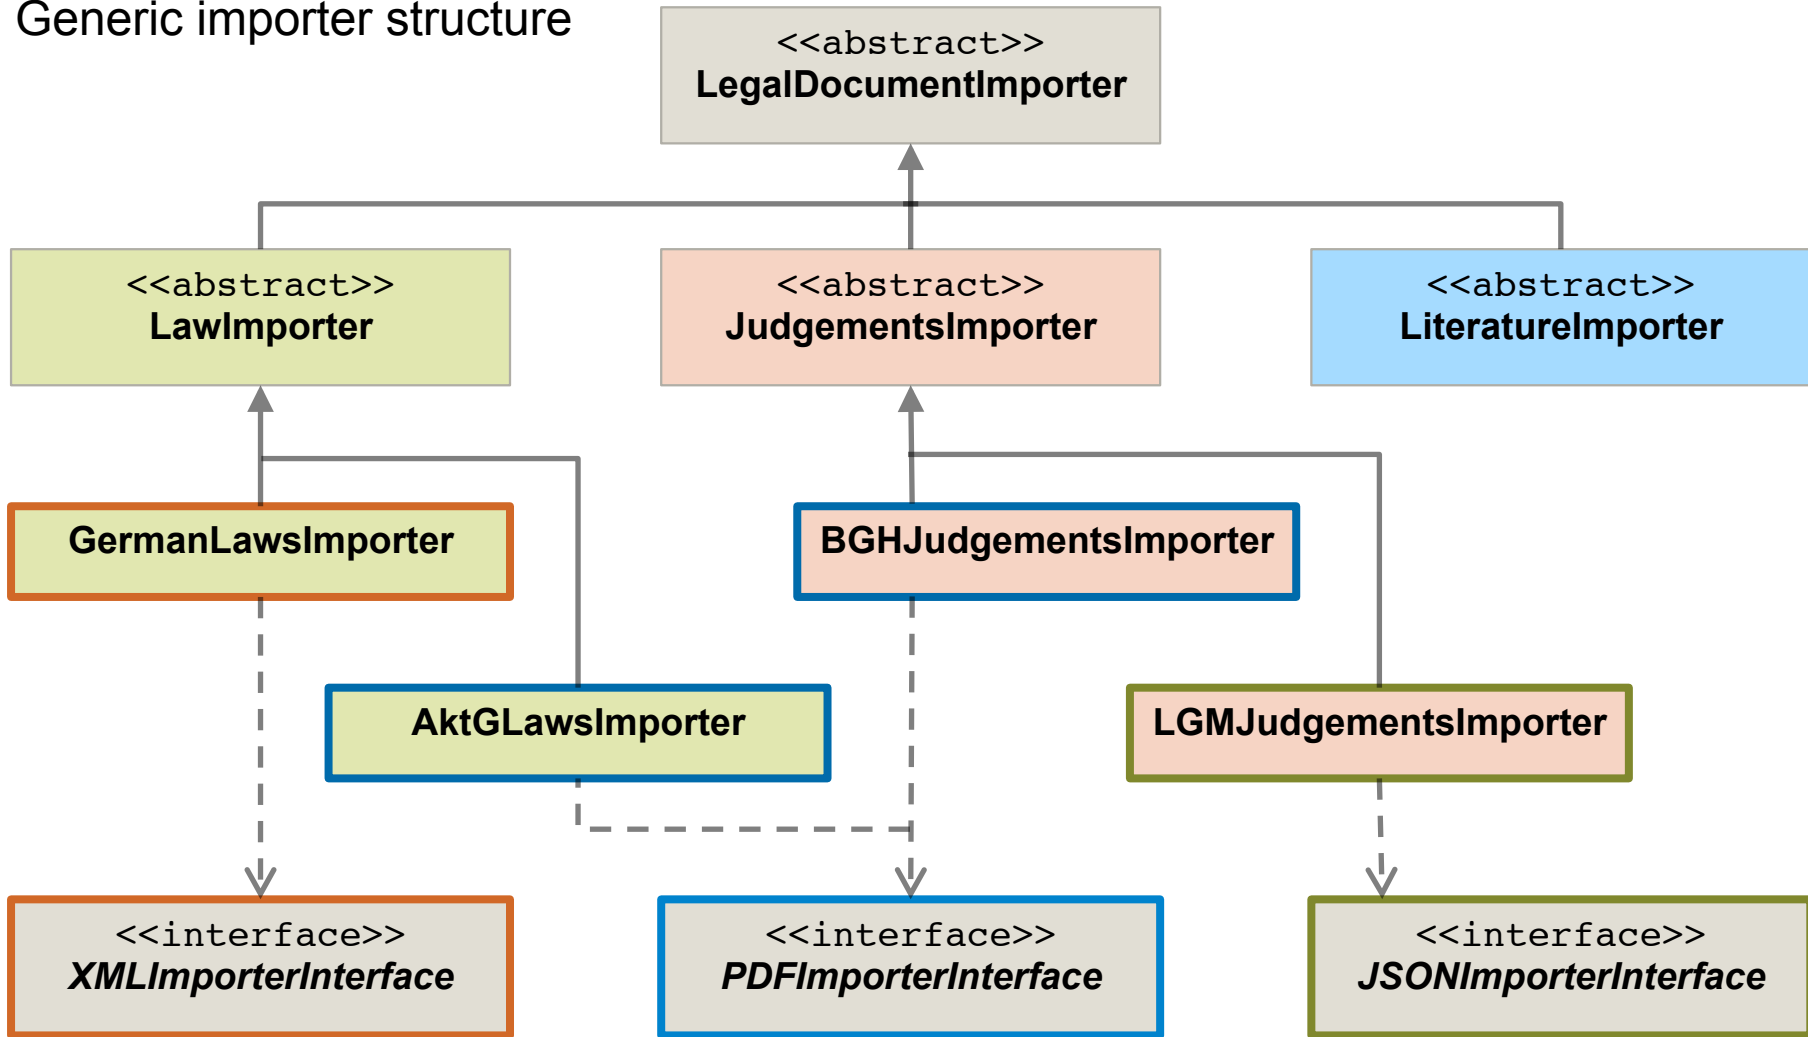 Generic importer structure
<<abstract>>
LegalDocumentImporter
<<abstract>>
LawImporter
<<abstract>>
JudgementsImporter
<<abstract>>
LiteratureImporter
GermanLawsImporter
BGHJudgementsImporter
AktGLawsImporter
LGMJudgementsImporter
<<interface>>
XMLImporterInterface
<<interface>>
PDFImporterInterface
<<interface>>
JSONImporterInterface